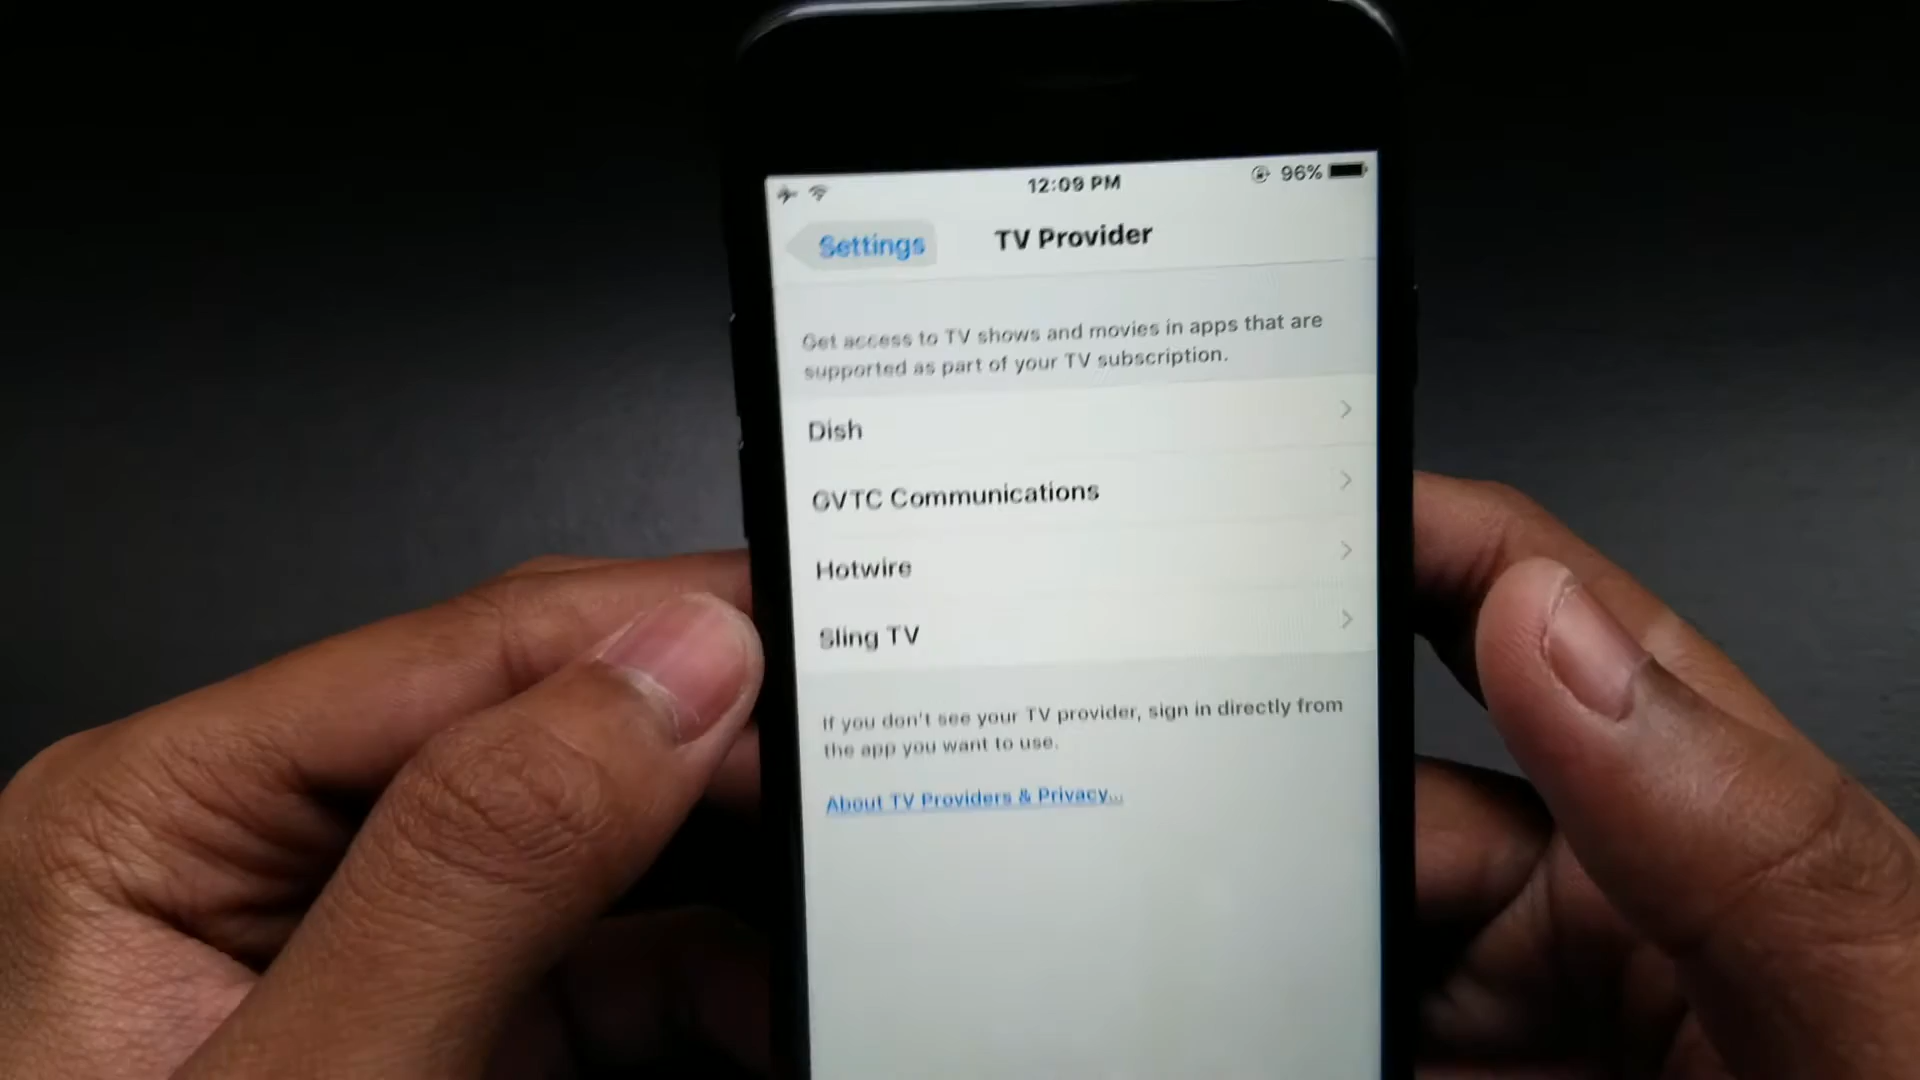 12:09 PM
96%
Settings
TV Provider
Get access to TV shows and movies in apps that are
supported as part of your TV subscription.
Dish
GVTC Communications
Hotwire
Sling TV
If you don't see your TV provider, sign in directly from
the app you want to use.
About TV Providers & Privacy...